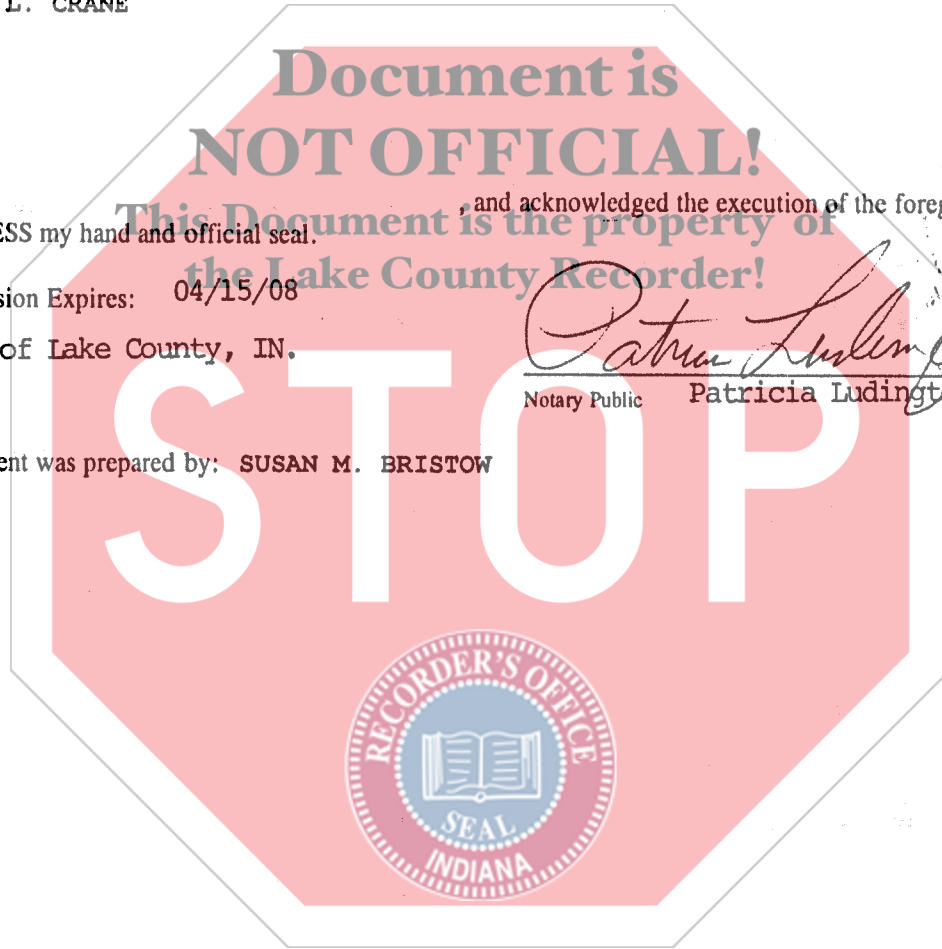 L. CRANE
Document is
NOT OFFICIAL!
This Document is the property of
the Lake County Recorder!
, and acknowledged the execution of the foreg
ESS my hand and official seal.
sion Expires: 04/15/08
of Lake County, IN.
Notary Public Patricia Ludingt
ent was prepared by: SUSAN M. BRISTOW
STOP
RECORDER'S OFFICE
SEAL
INDIANA